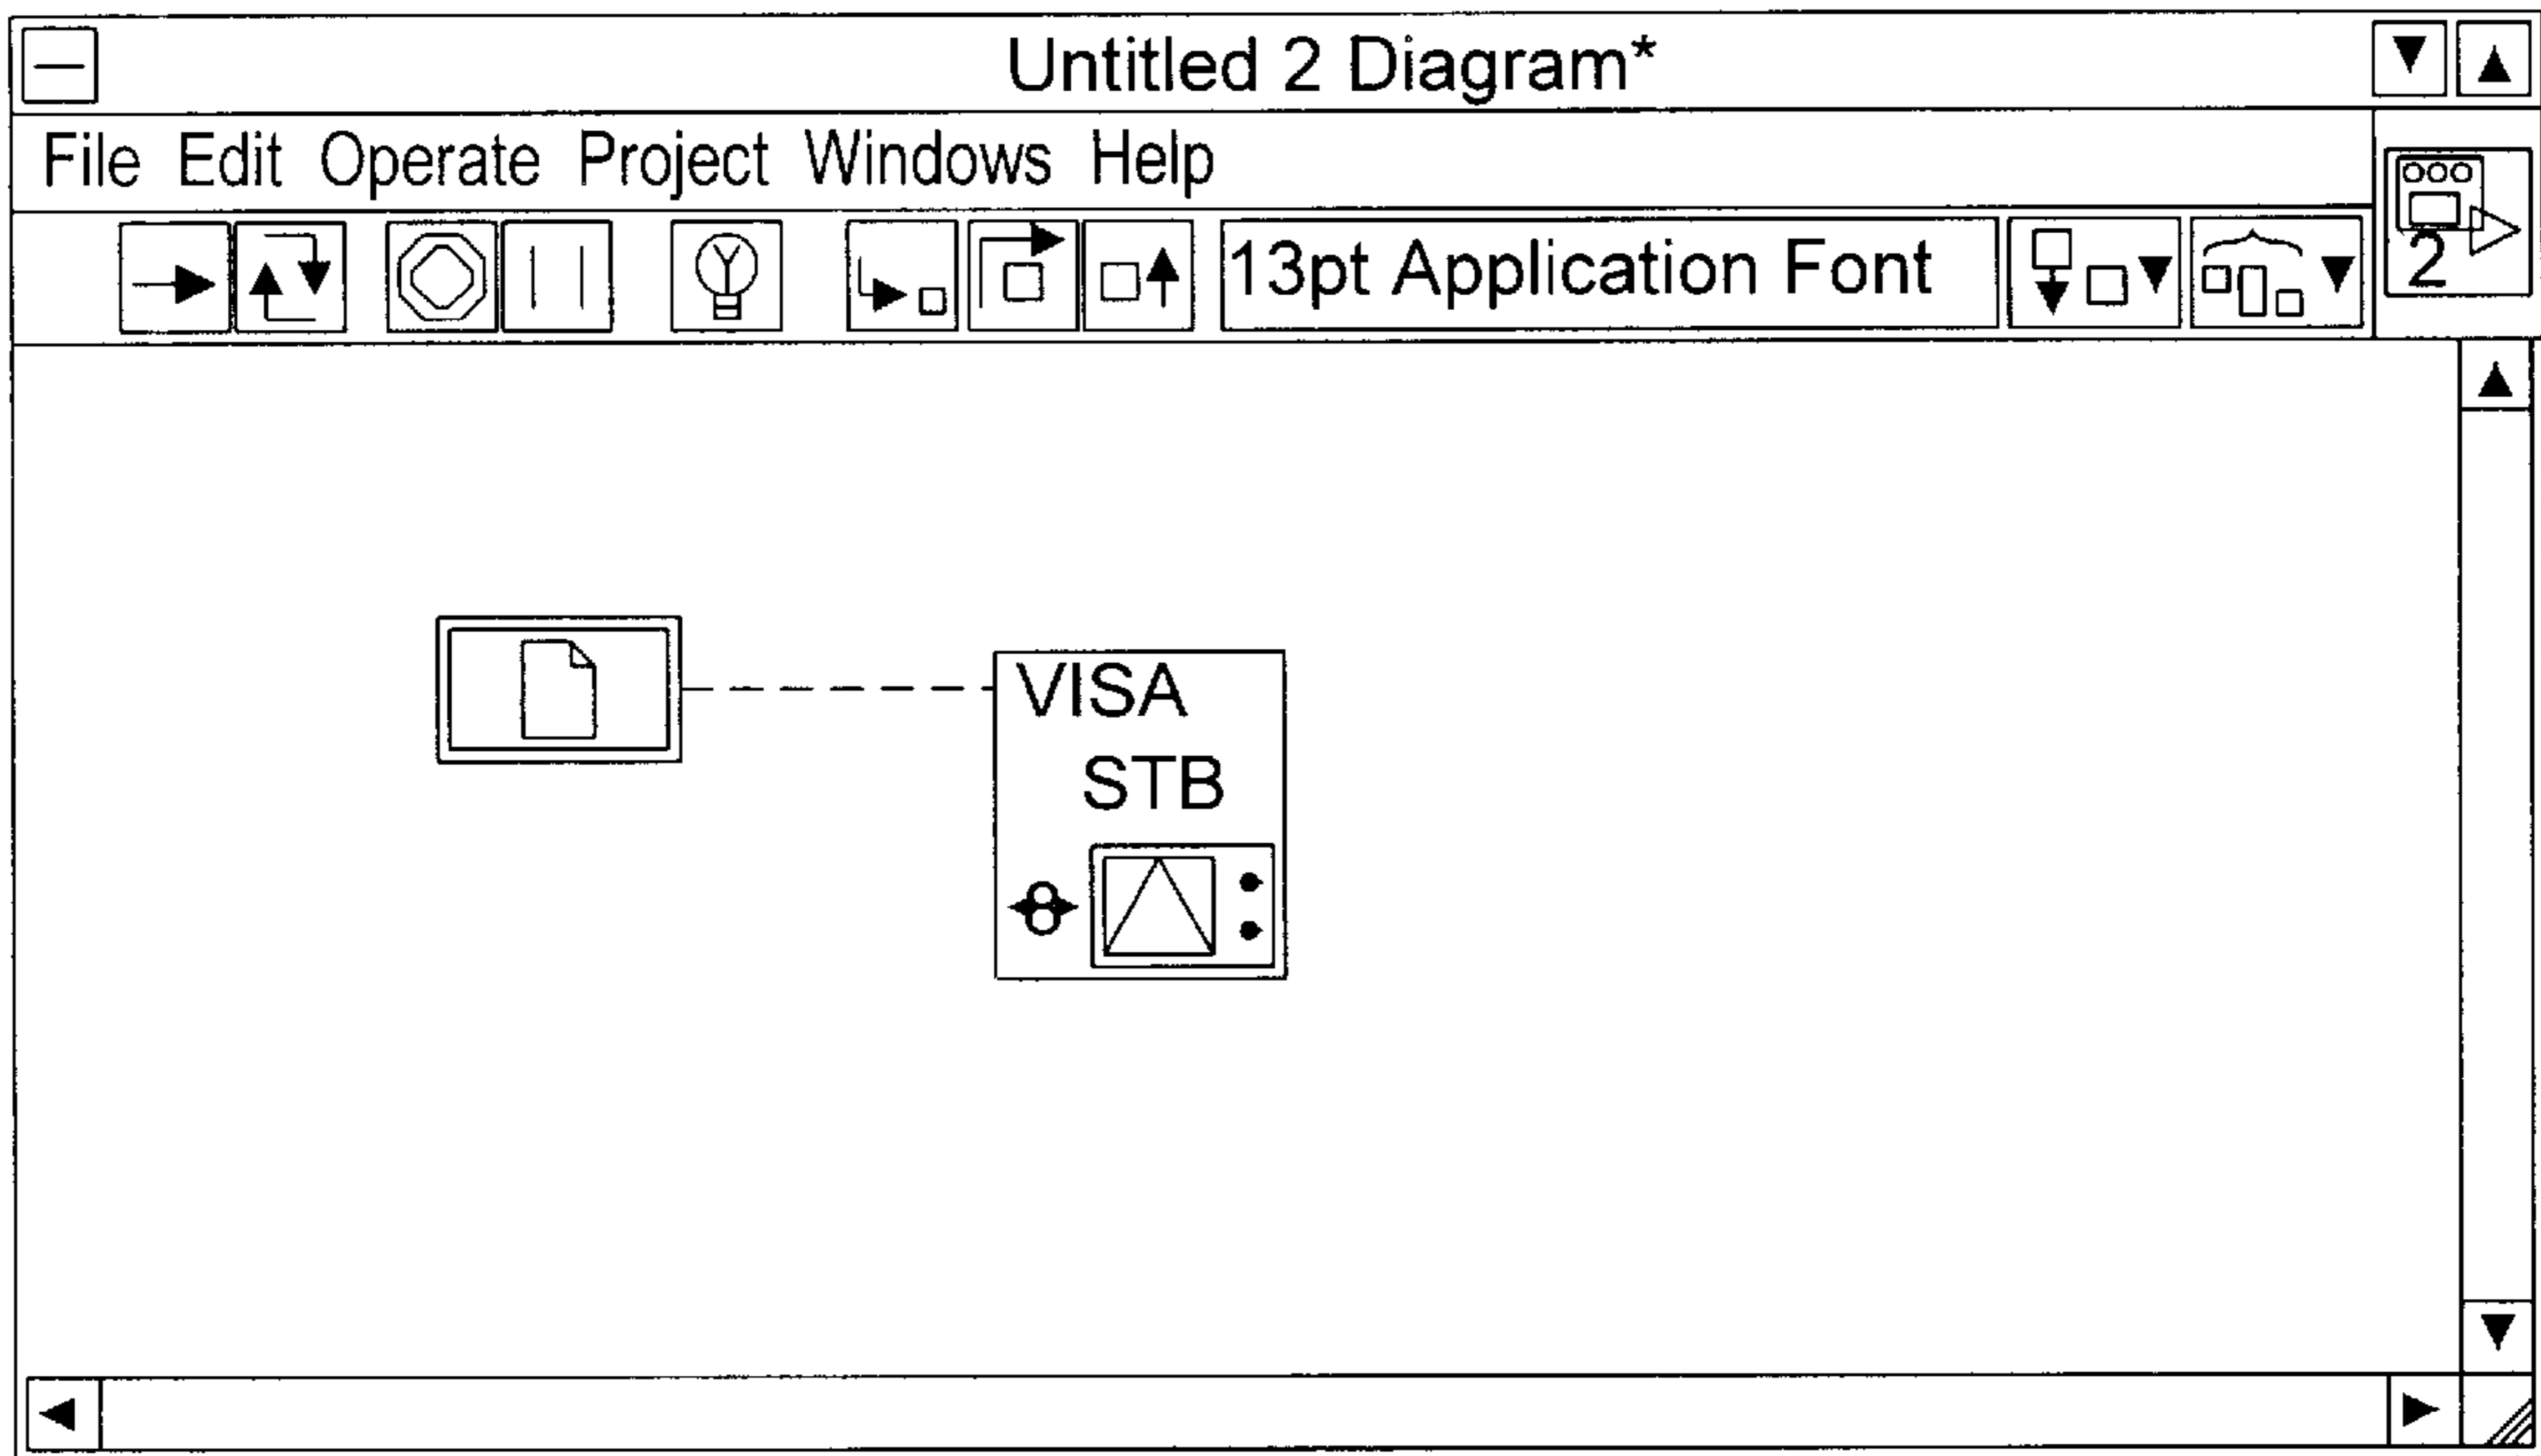 Untitled 2 Diagram*
File Edit Operate Project Windows Help
13pt Application Font
2
VISA
STB